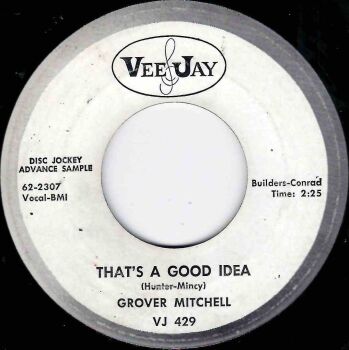 VEE JAY
DISC JOCKEY
ADVANCE SAMPLE
62-2307
Vocal-BMI
Builders-Conrad
Time: 2:25
THAT'S A GOOD IDEA
(Hunter-Mincy)
GROVER MITCHELL
VJ 429